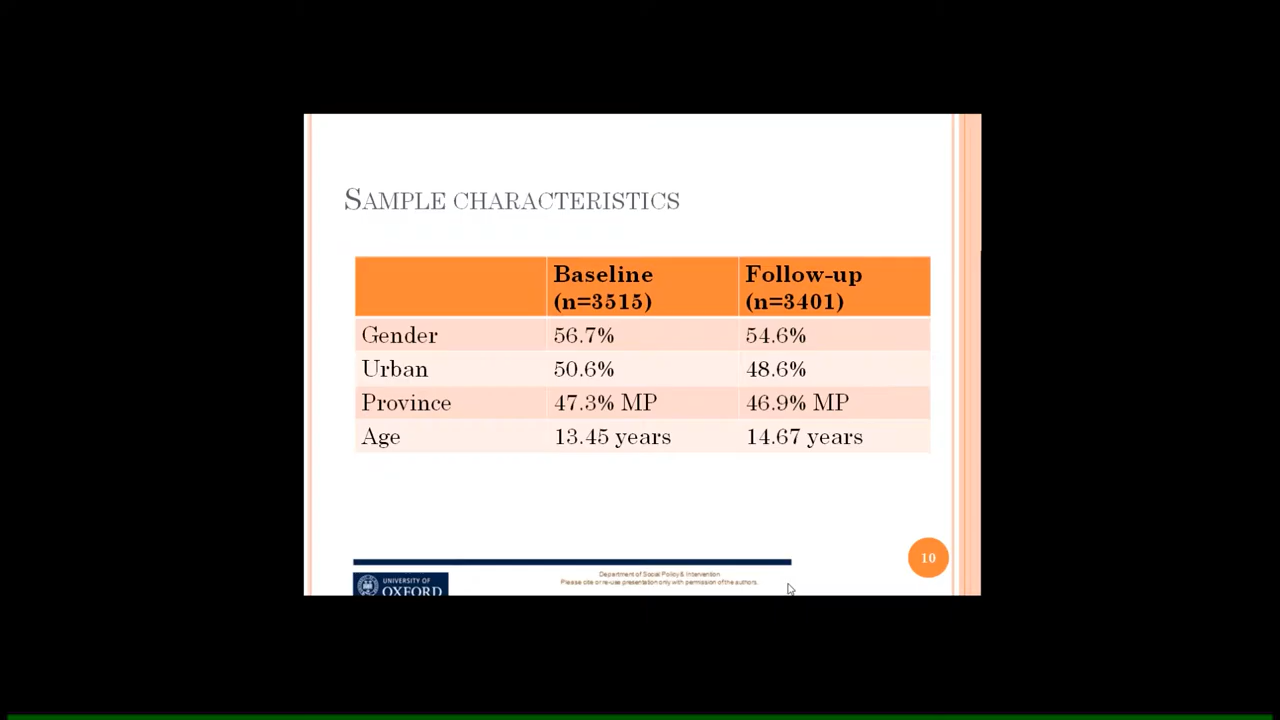 SAMPLE CHARACTERISTICS
Baseline (n=3515) Follow-up (n=3401)
Gender 56.7% 54.6%
Urban 50.6% 48.6%
Province 47.3% MP 46.9% MP
Age 13.45 years 14.67 years
10
Department of Social Policy & Intervention
Please cite or re-use presentation only with permission of the authors.
UNIVERSITY OF
OXFORD